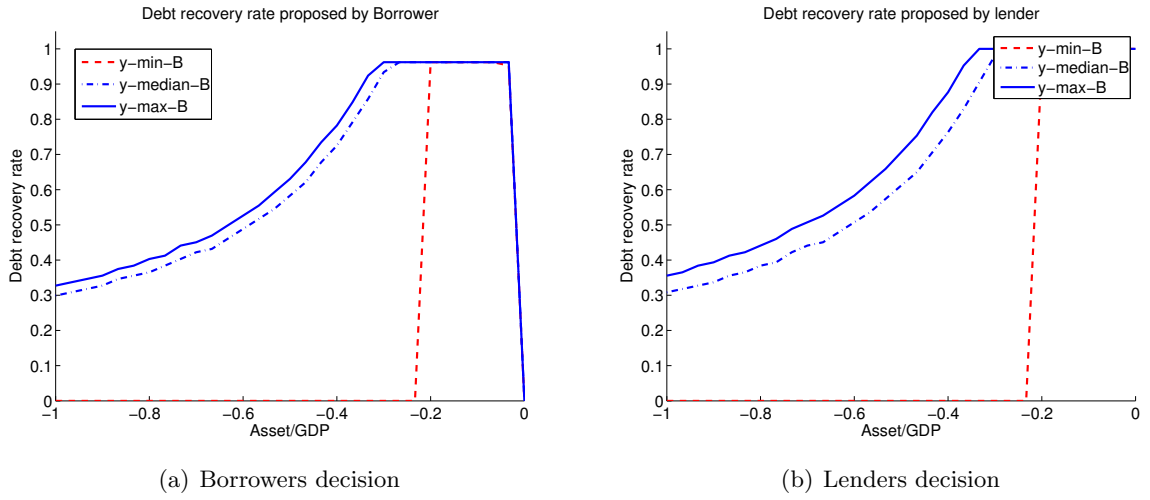 Debt recovery rate proposed by Borrower
1
0.9
0.8
0.7
0.6
0.5
0.4
0.3
0.2
0.1
0
Debt recovery rate
y−min−B
y−median−B
y−max−B
−1
−0.8
−0.6
−0.4
−0.2
0
Asset/GDP
(a) Borrowers decision
Debt recovery rate proposed by lender
1
0.9
0.8
0.7
0.6
0.5
0.4
0.3
0.2
0.1
0
Debt recovery rate
y−min−B
y−median−B
y−max−B
−1
−0.8
−0.6
−0.4
−0.2
0
Asset/GDP
(b) Lenders decision